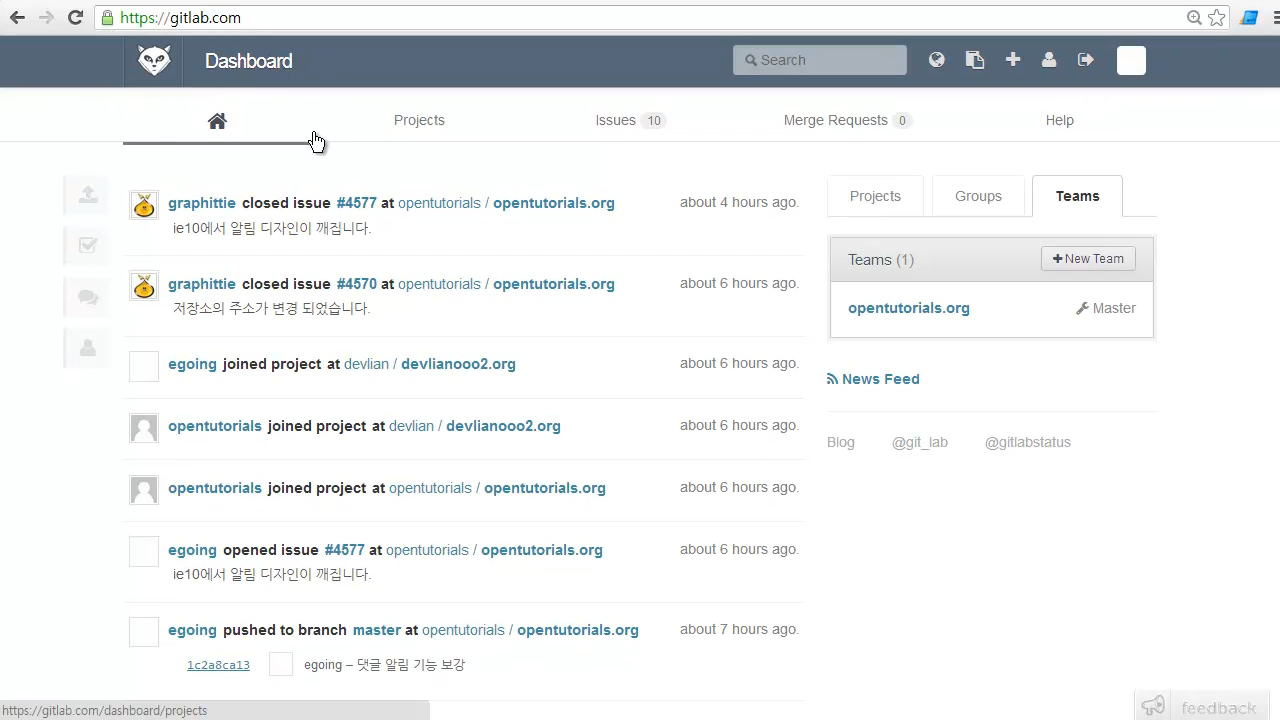 https://gitlab.com
Dashboard
Search
Projects
Issues 10
Merge Requests 0
Help
graphittie closed issue #4577 at opentutorials / opentutorials.org
about 4 hours ago.
ie10에서 알림 디자인이 깨집니다.
graphittie closed issue #4570 at opentutorials / opentutorials.org
about 6 hours ago.
저장소의 주소가 변경 되었습니다.
egoing joined project at devlian / devlianooo2.org
about 6 hours ago.
opentutorials joined project at devlian / devlianooo2.org
about 6 hours ago.
opentutorials joined project at opentutorials / opentutorials.org
about 6 hours ago.
egoing opened issue #4577 at opentutorials / opentutorials.org
about 6 hours ago.
ie10에서 알림 디자인이 깨집니다.
egoing pushed to branch master at opentutorials / opentutorials.org
about 7 hours ago.
1c2a8ca13 egoing – 댓글 알림 기능 보강
Projects
Groups
Teams
Teams (1)
New Team
opentutorials.org
Master
News Feed
Blog
@git_lab
@gitlabstatus
https://gitlab.com/dashboard/projects
feedback